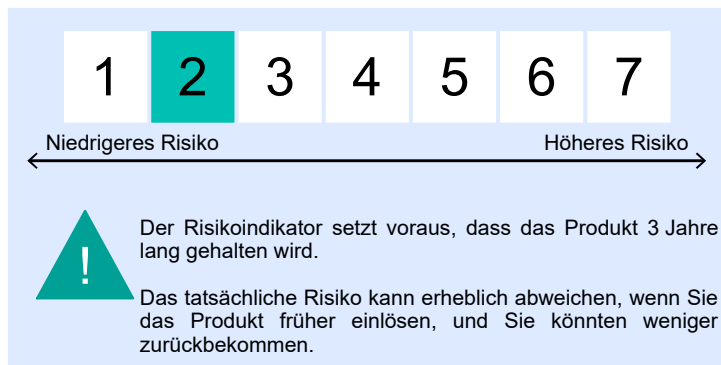 1 2 3 4 5 6 7
Niedrigeres Risiko Höheres Risiko
!
Der Risikoindikator setzt voraus, dass das Produkt 3 Jahre
lang gehalten wird.
Das tatsächliche Risiko kann erheblich abweichen, wenn Sie
das Produkt früher einlösen, und Sie könnten weniger
zurückbekommen.